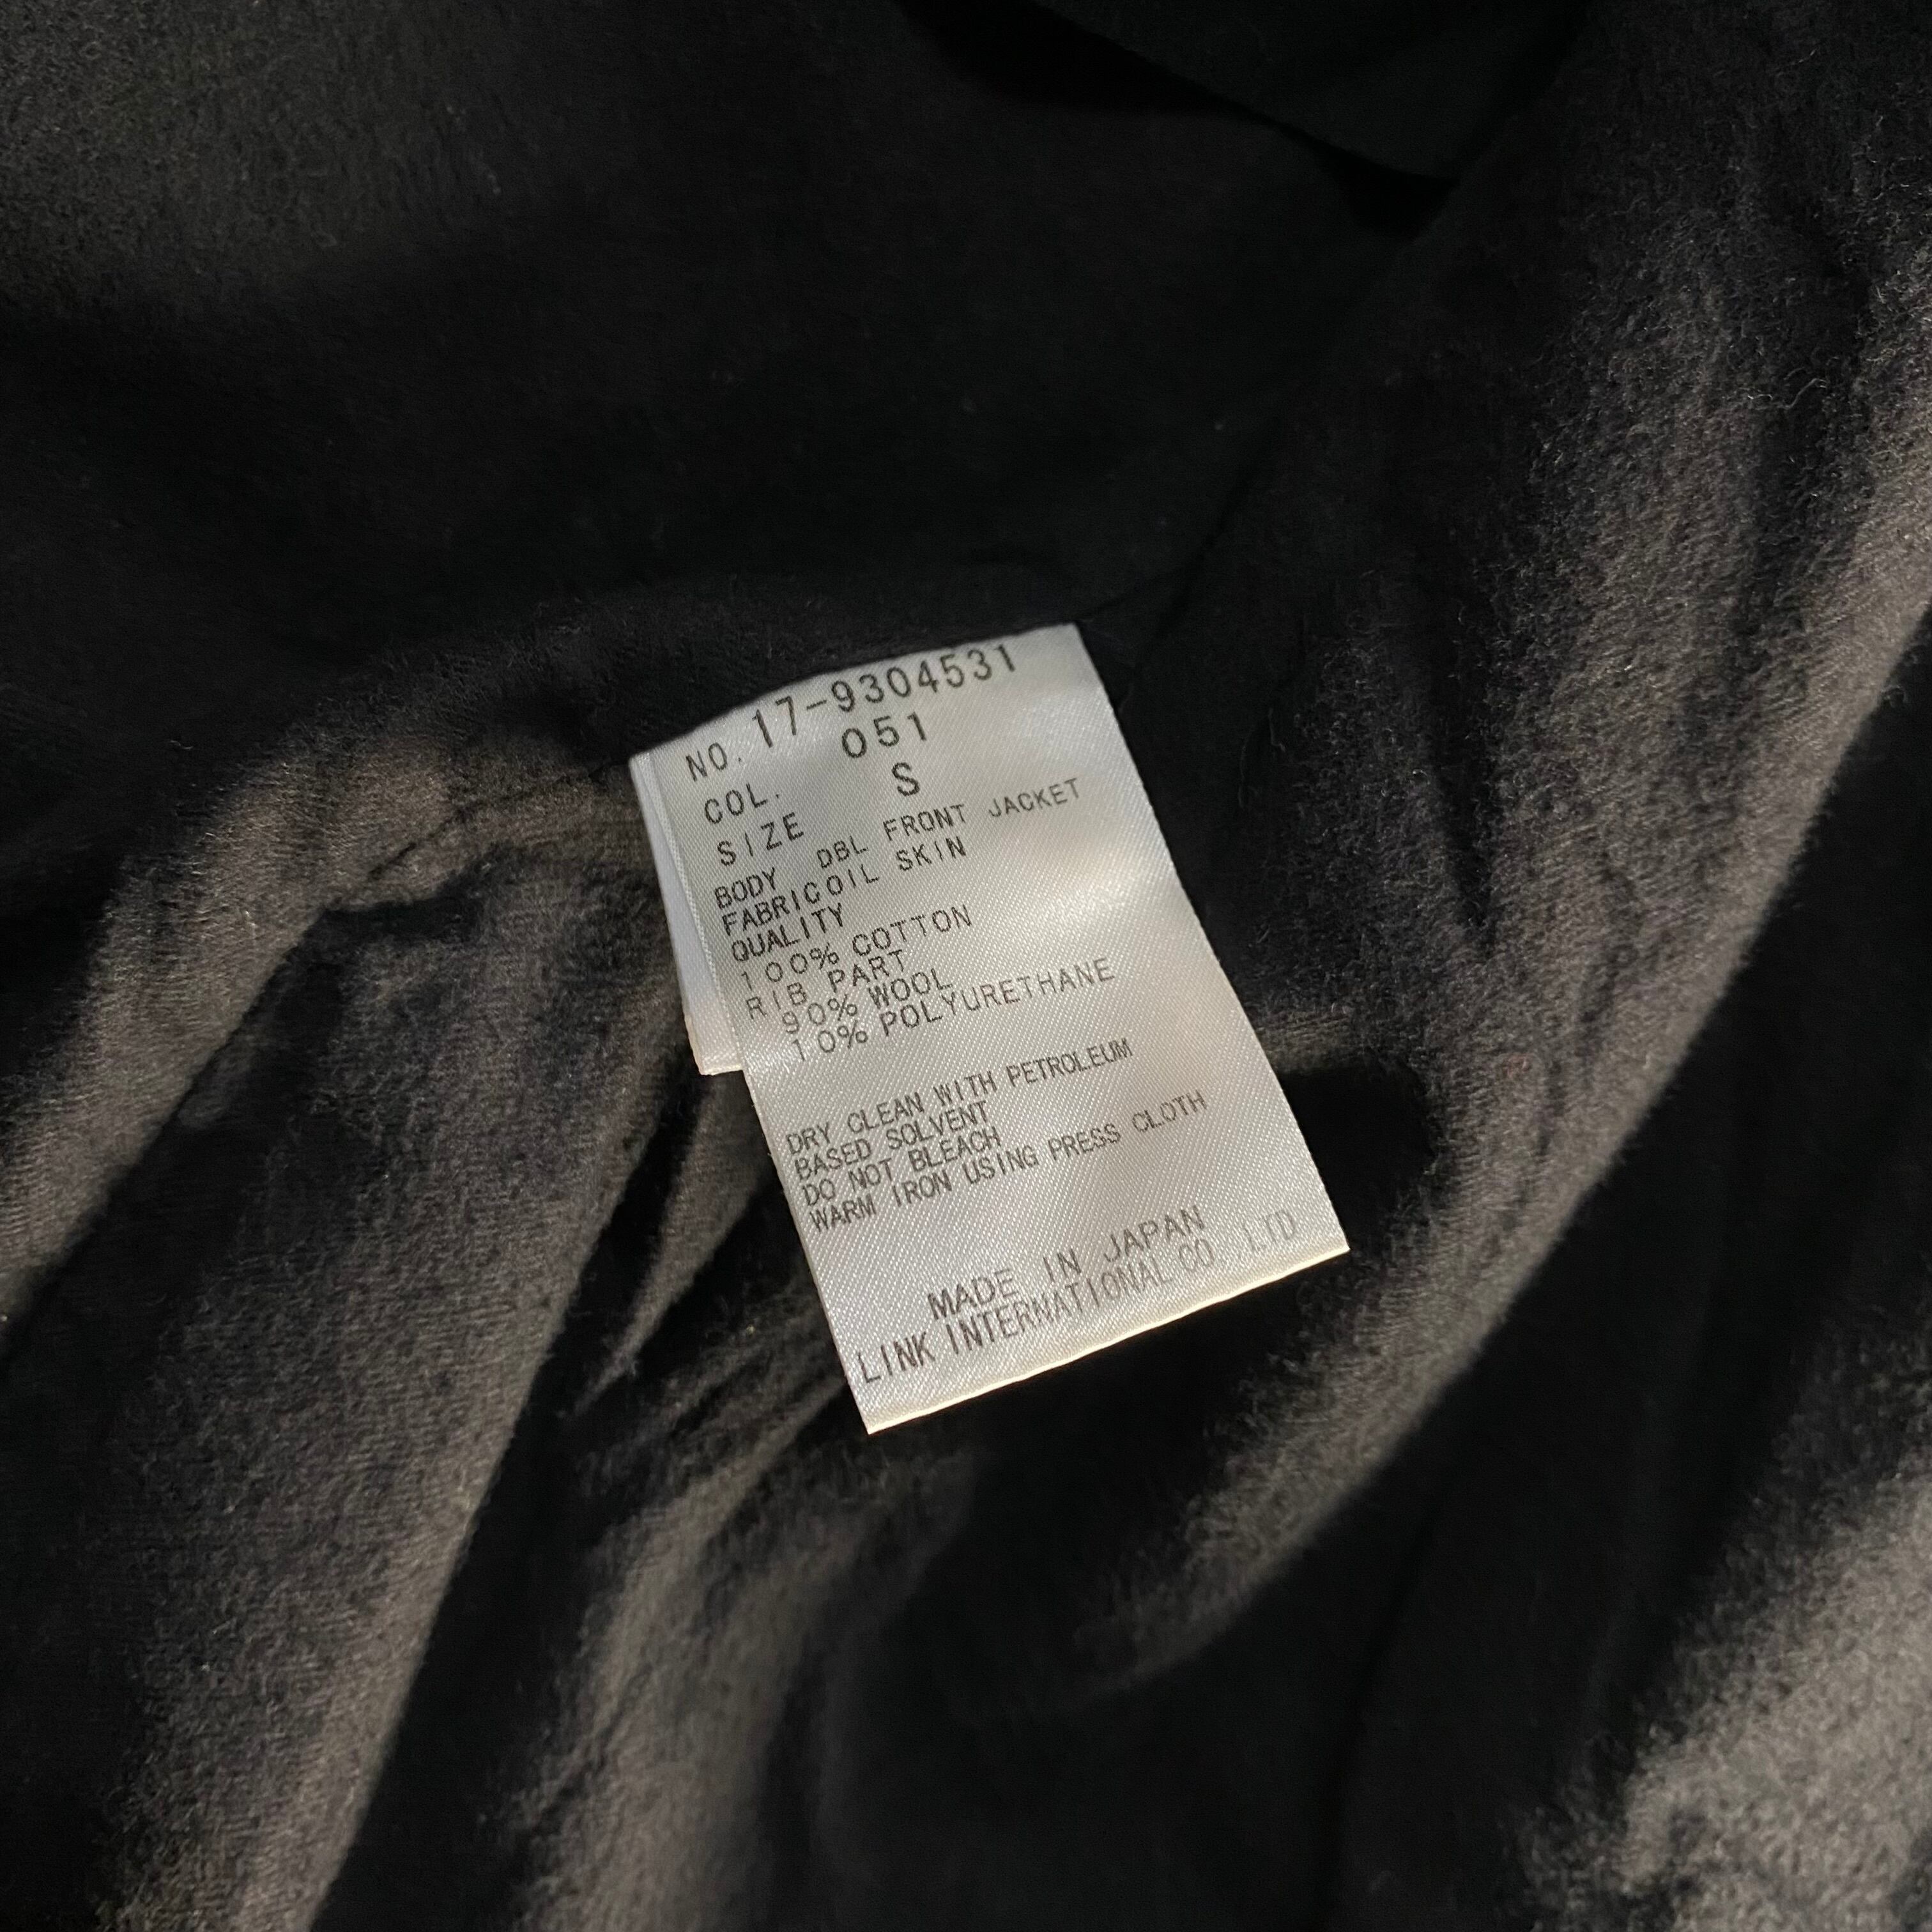 NO. 17-9304531
COL. 051
SIZE S
BODY DBL FRONT JACKET
FABRICOIL SKIN
QUALITY
100% COTTON
RIB PART
90% WOOL
10% POLYURETHANE
DRY CLEAN WITH PETROLEUM
BASED SOLVENT
DO NOT BLEACH
WARM IRON USING PRESS CLOTH
MADE IN JAPAN
LINK INTERNATIONAL CO. LTD